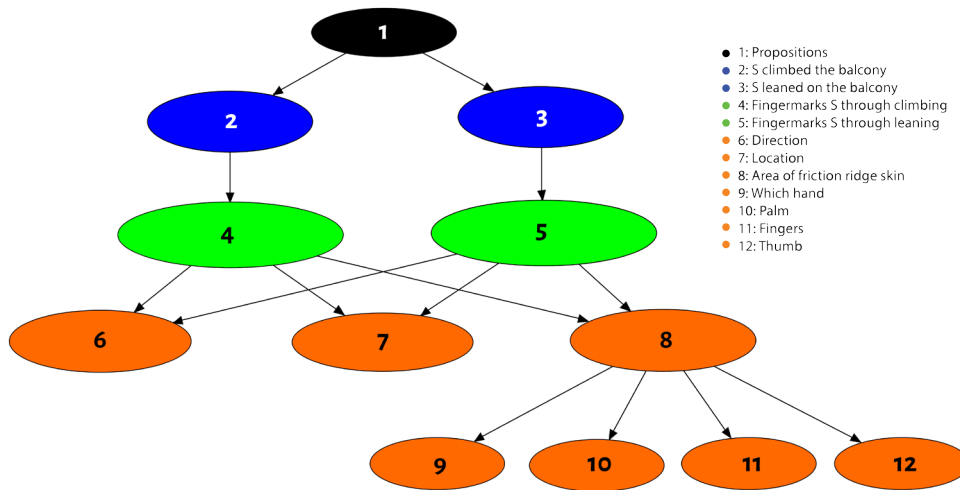 1
2
3
4
5
6
7
8
9
10
11
12
1: Propositions
2: S climbed the balcony
3: S leaned on the balcony
4: Fingermarks S through climbing
5: Fingermarks S through leaning
6: Direction
7: Location
8: Area of friction ridge skin
9: Which hand
10: Palm
11: Fingers
12: Thumb